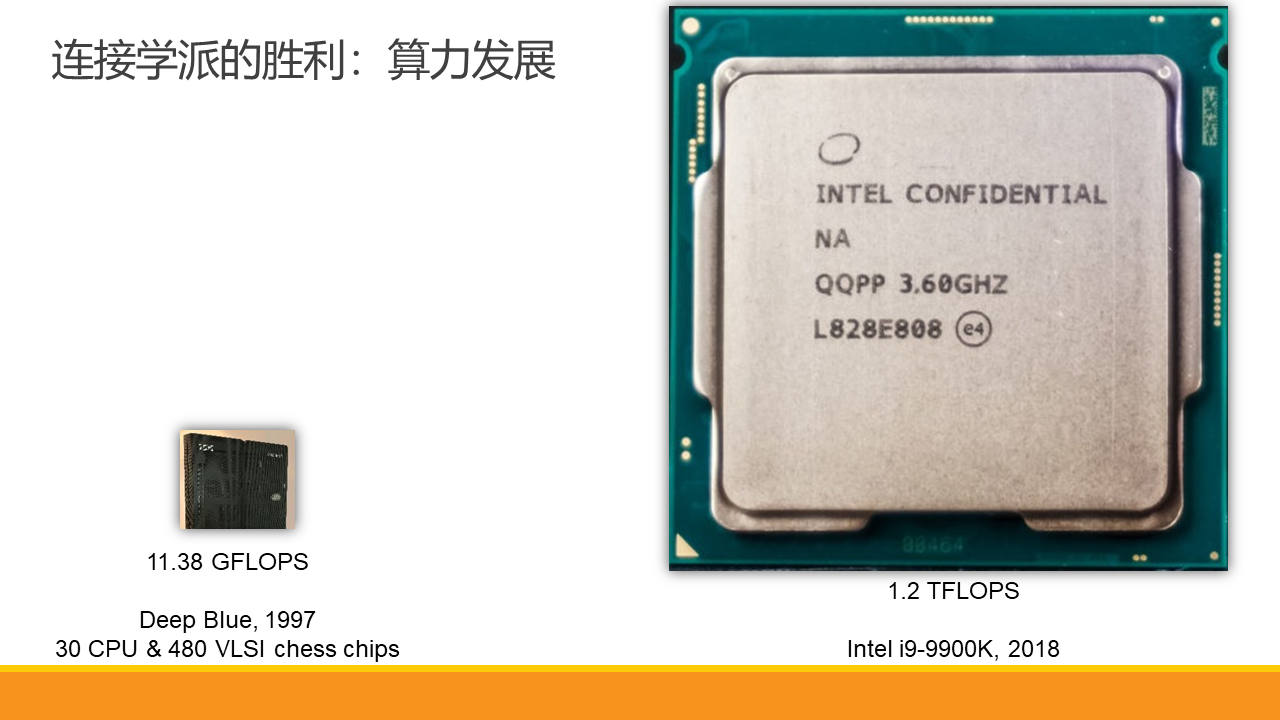 连接学派的胜利：算力发展
INTEL CONFIDENTIAL
NA
QQPP 3.60GHZ
L828E808 e4
00464
11.38 GFLOPS
Deep Blue, 1997
30 CPU & 480 VLSI chess chips
1.2 TFLOPS
Intel i9-9900K, 2018